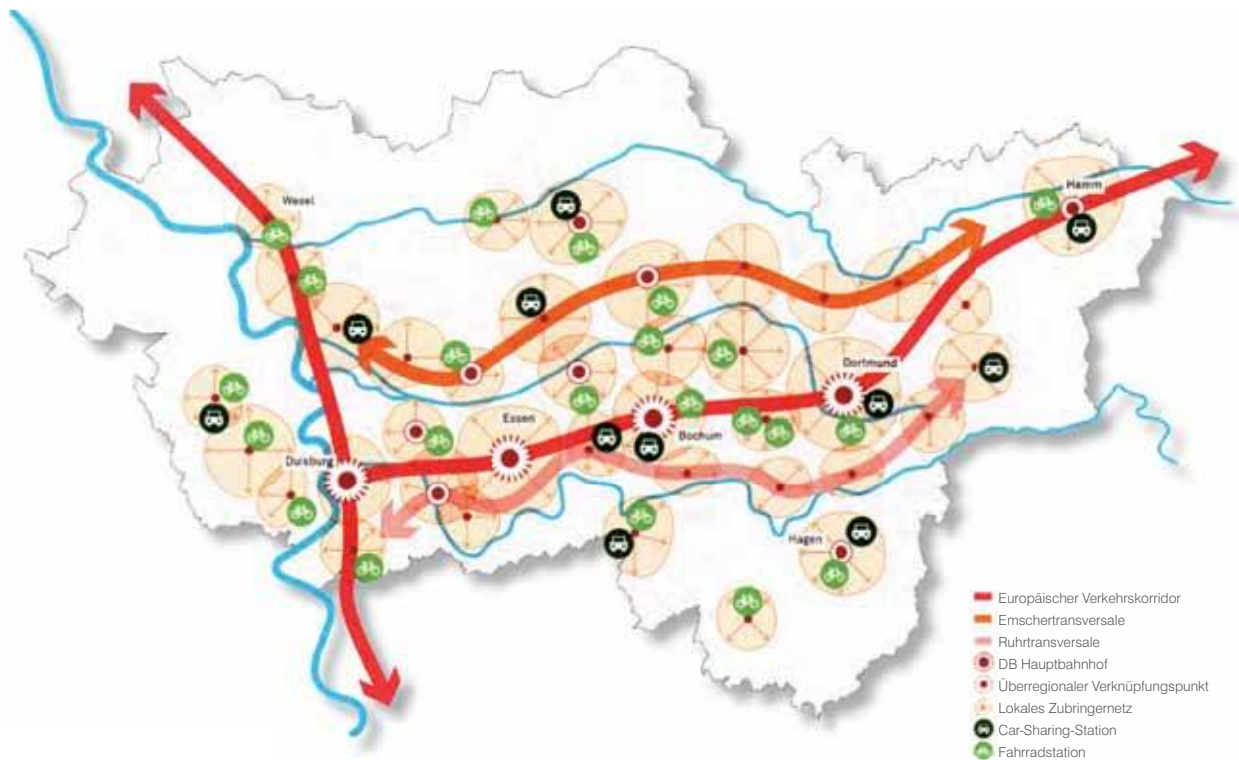 Wesel
Hamm
Dortmund
Essen
Bochum
Duisburg
Hagen
Europäischer Verkehrskorridor
Emschertransversale
Ruhrtransversale
DB Hauptbahnhof
Überregionaler Verknüpfungspunkt
Lokales Zubringernetz
Car-Sharing-Station
Fahrradstation